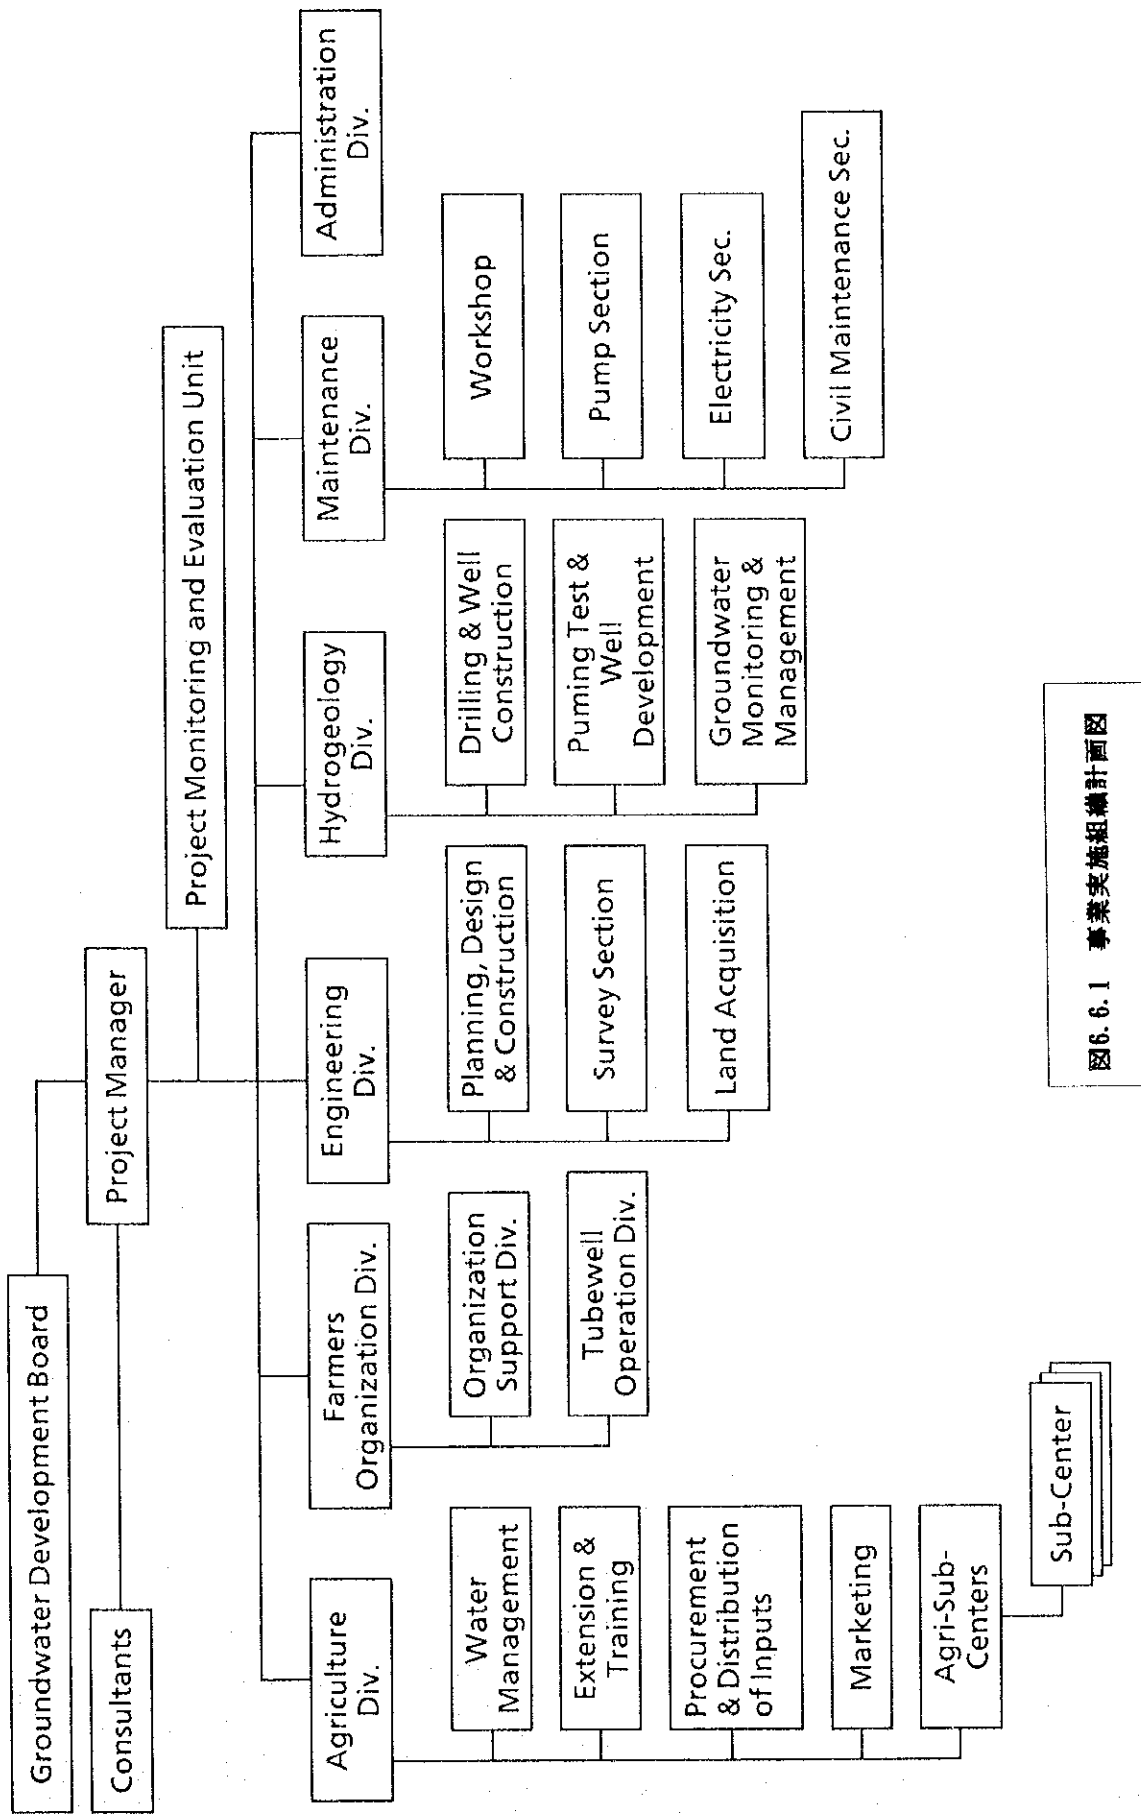 Groundwater Development Board
Consultants
Project Manager
Project Monitoring and Evaluation Unit
Agriculture
Div.
Water
Management
Extension &
Training
Procurement
& Distribution
of Inputs
Marketing
Agri-Sub-
Centers
Sub-Center
Farmers
Organization Div.
Organization
Support Div.
Tubewell
Operation Div.
Engineering
Div.
Planning, Design
& Construction
Survey Section
Land Acquisition
Hydrogeology
Div.
Drilling & Well
Construction
Puming Test &
Well
Development
Groundwater
Monitoring &
Management
Maintenance
Div.
Workshop
Pump Section
Electricity Sec.
Civil Maintenance Sec.
Administration
Div.
図6.6.1 事業実施組織計画図